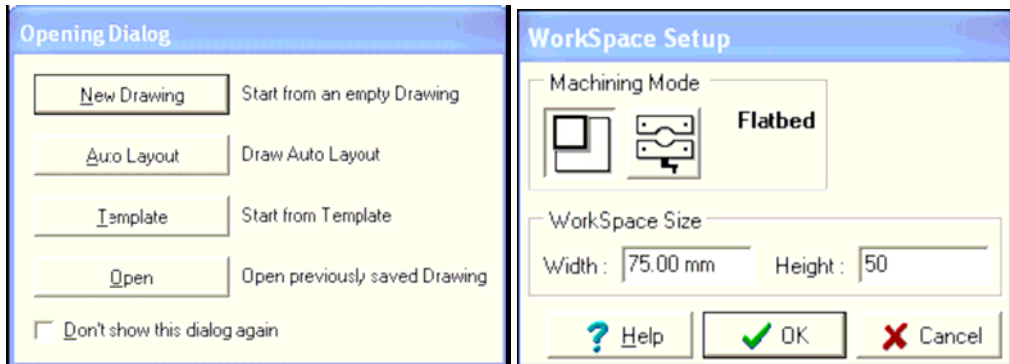 Opening Dialog
New Drawing Start from an empty Drawing
Auto Layout Draw Auto Layout
Template Start from Template
Open Open previously saved Drawing
Don't show this dialog again
WorkSpace Setup
Machining Mode
Flatbed
WorkSpace Size
Width : 75.00 mm Height : 50
? Help OK Cancel